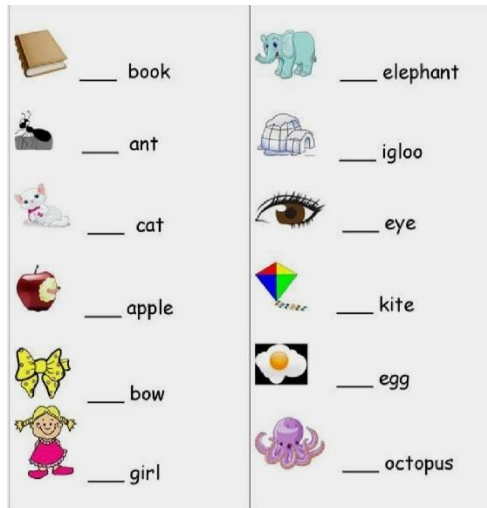 ___ book
___ ant
___ cat
___ apple
___ bow
___ girl
___ elephant
___ igloo
___ eye
___ kite
___ egg
___ octopus